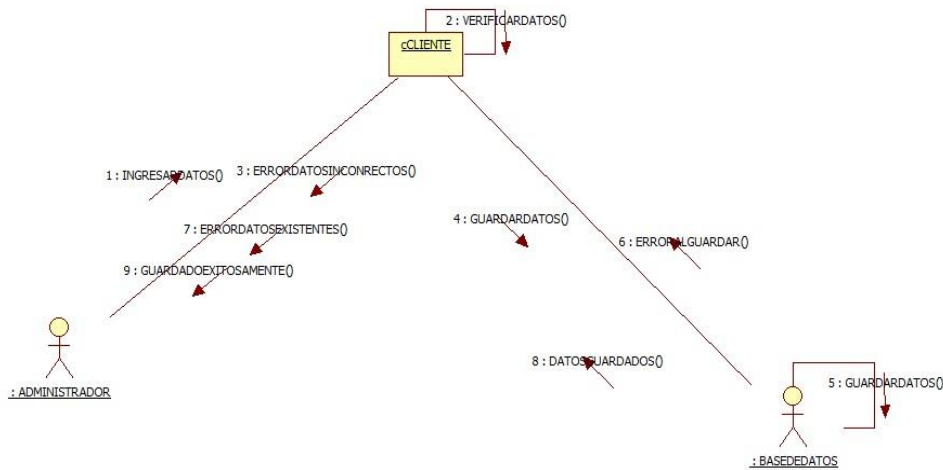 2 : VERIFICARDATOS()
cCLIENTE
1 : INGRESARDATOS()
3 : ERRORDATOSINCONRECTOS()
7 : ERRORDATOSEXISTENTES()
9 : GUARDADOEXITOSAMENTE()
4 : GUARDARDATOS()
6 : ERRORALGUARDAR()
8 : DATOSGUARDADOS()
5 : GUARDARDATOS()
: ADMINISTRADOR
: BASEDEDATOS